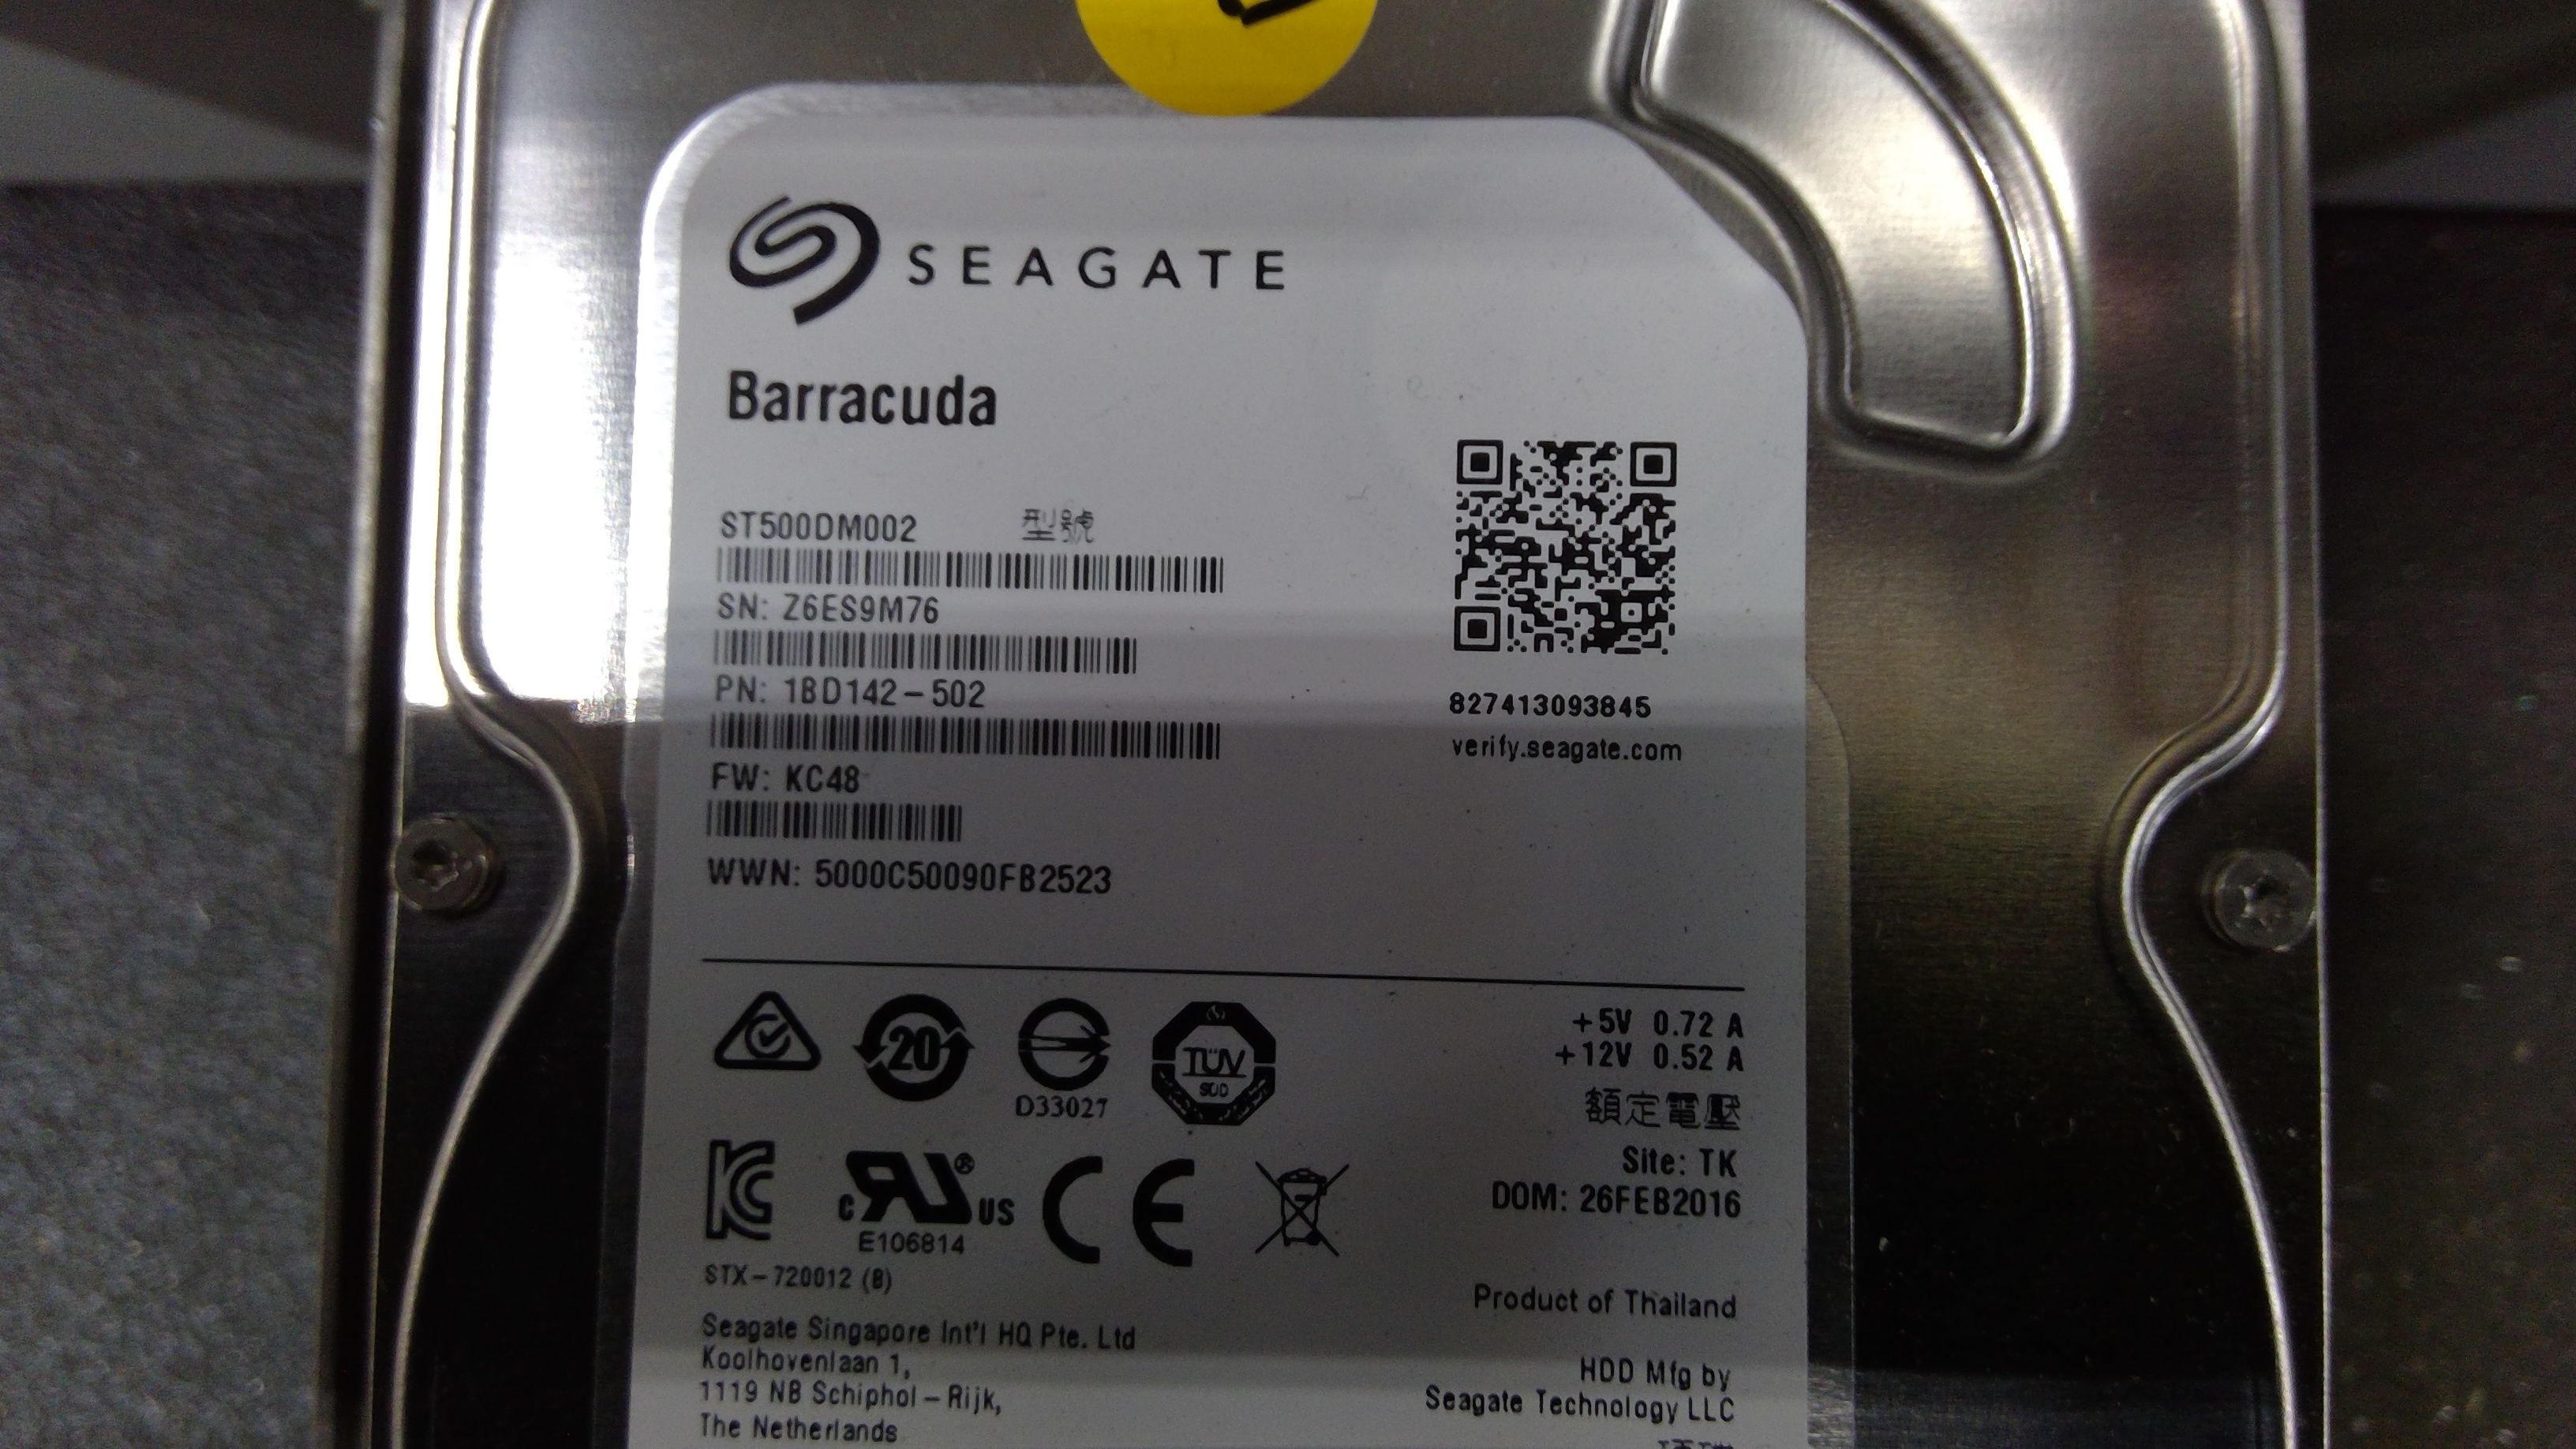 SEAGATE
Barracuda
ST500DM002 型號
SN: Z6ES9M76
PN: 1BD142-502
FW: KC48
WWN: 5000C50090FB2523
827413093845
verify.seagate.com
20
D33027
TÜV
SÜD
+5V 0.72 A
+12V 0.52 A
額定電壓
Site: TK
DOM: 26FEB2016
c RU ® US
E106814
CE
STX-720012 (B)
Seagate Singapore Int'l HQ Pte. Ltd
Koolhovenlaan 1,
1119 NB Schiphol-Rijk,
The Netherlands
Product of Thailand
HDD Mfg by
Seagate Technology LLC